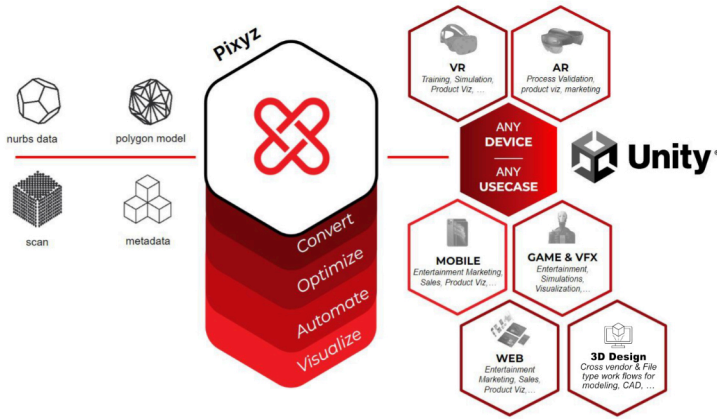 Pixyz
nurbs data
polygon model
scan
metadata
Convert
Optimize
Automate
Visualize
VR
Training, Simulation,
Product Viz, ...
AR
Process Validation,
product viz, marketing
ANY
DEVICE
ANY
USECASE
Unity
MOBILE
Entertainment Marketing,
Sales, Product Viz,...
GAME & VFX
Entertainment,
Simulations,
Visualization,...
WEB
Entertainment
Marketing, Sales,
Product Viz,...
3D Design
Cross vendor & File
type work flows for
modeling, CAD, ...